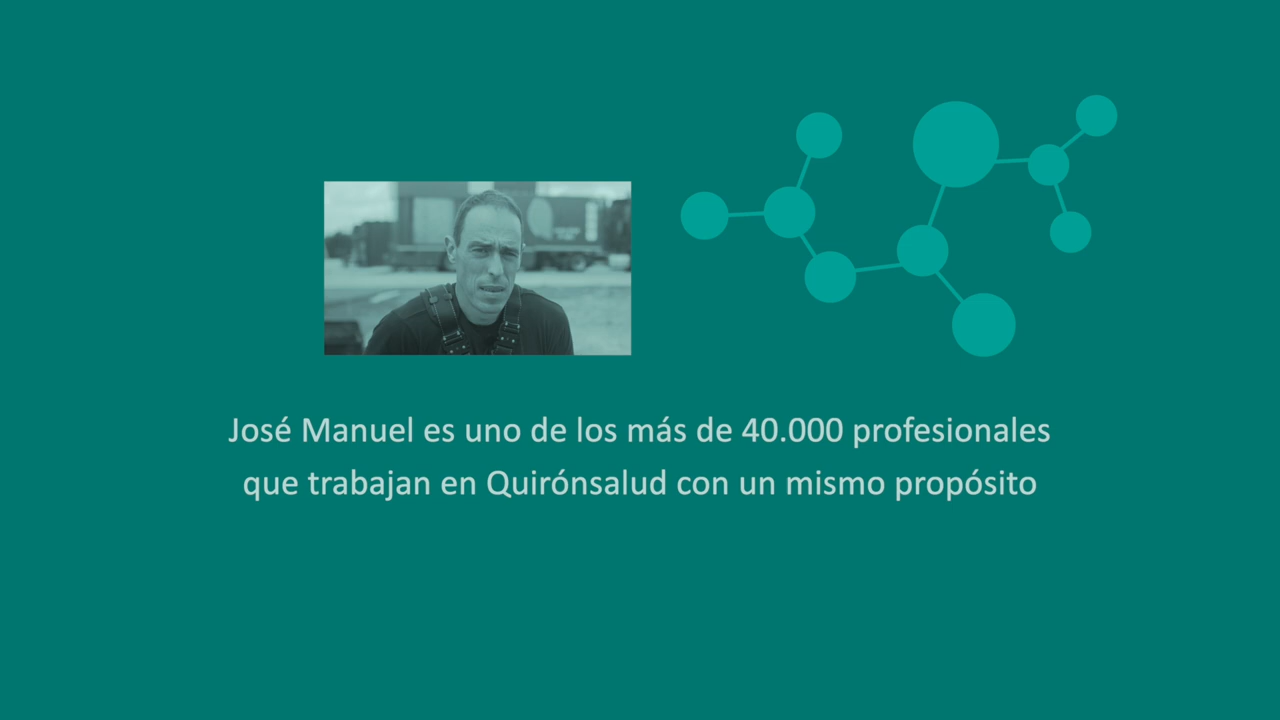 José Manuel es uno de los más de 40.000 profesionales
que trabajan en Quirónsalud con un mismo propósito